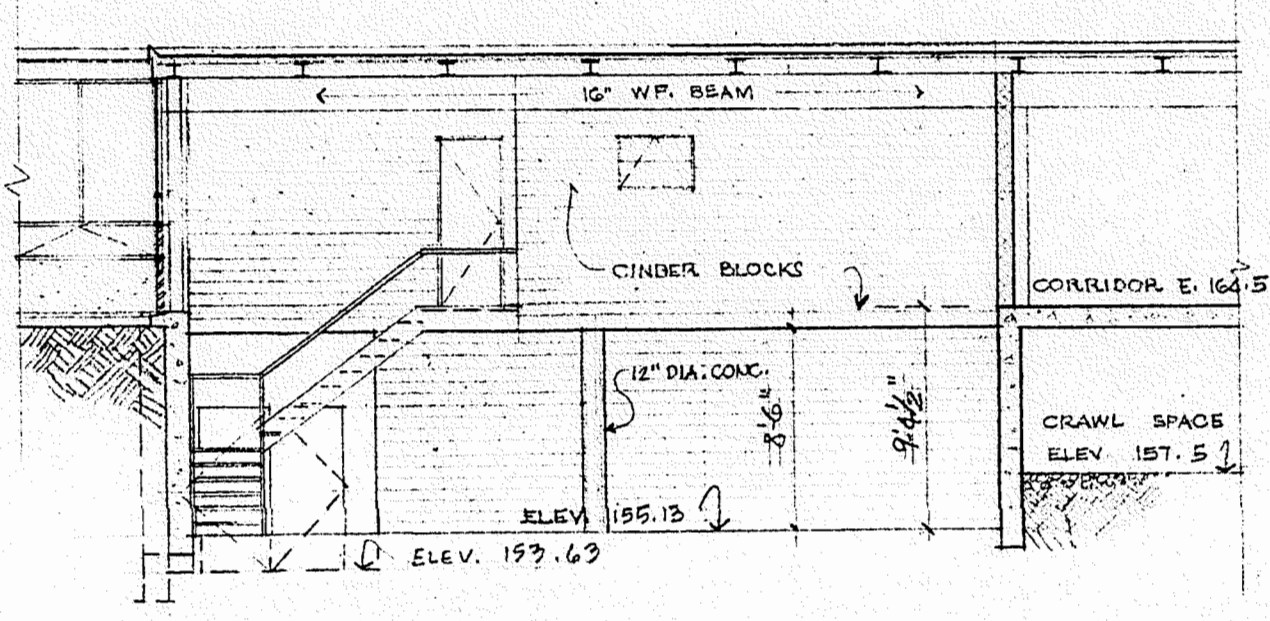 16" WF. BEAM
CINDER BLOCKS
CORRIDOR E. 164.5
12" DIA. CONC.
8'6"
9'4½"
CRAWL SPACE
ELEV 157.5
ELEV. 155.13
ELEV. 153.63